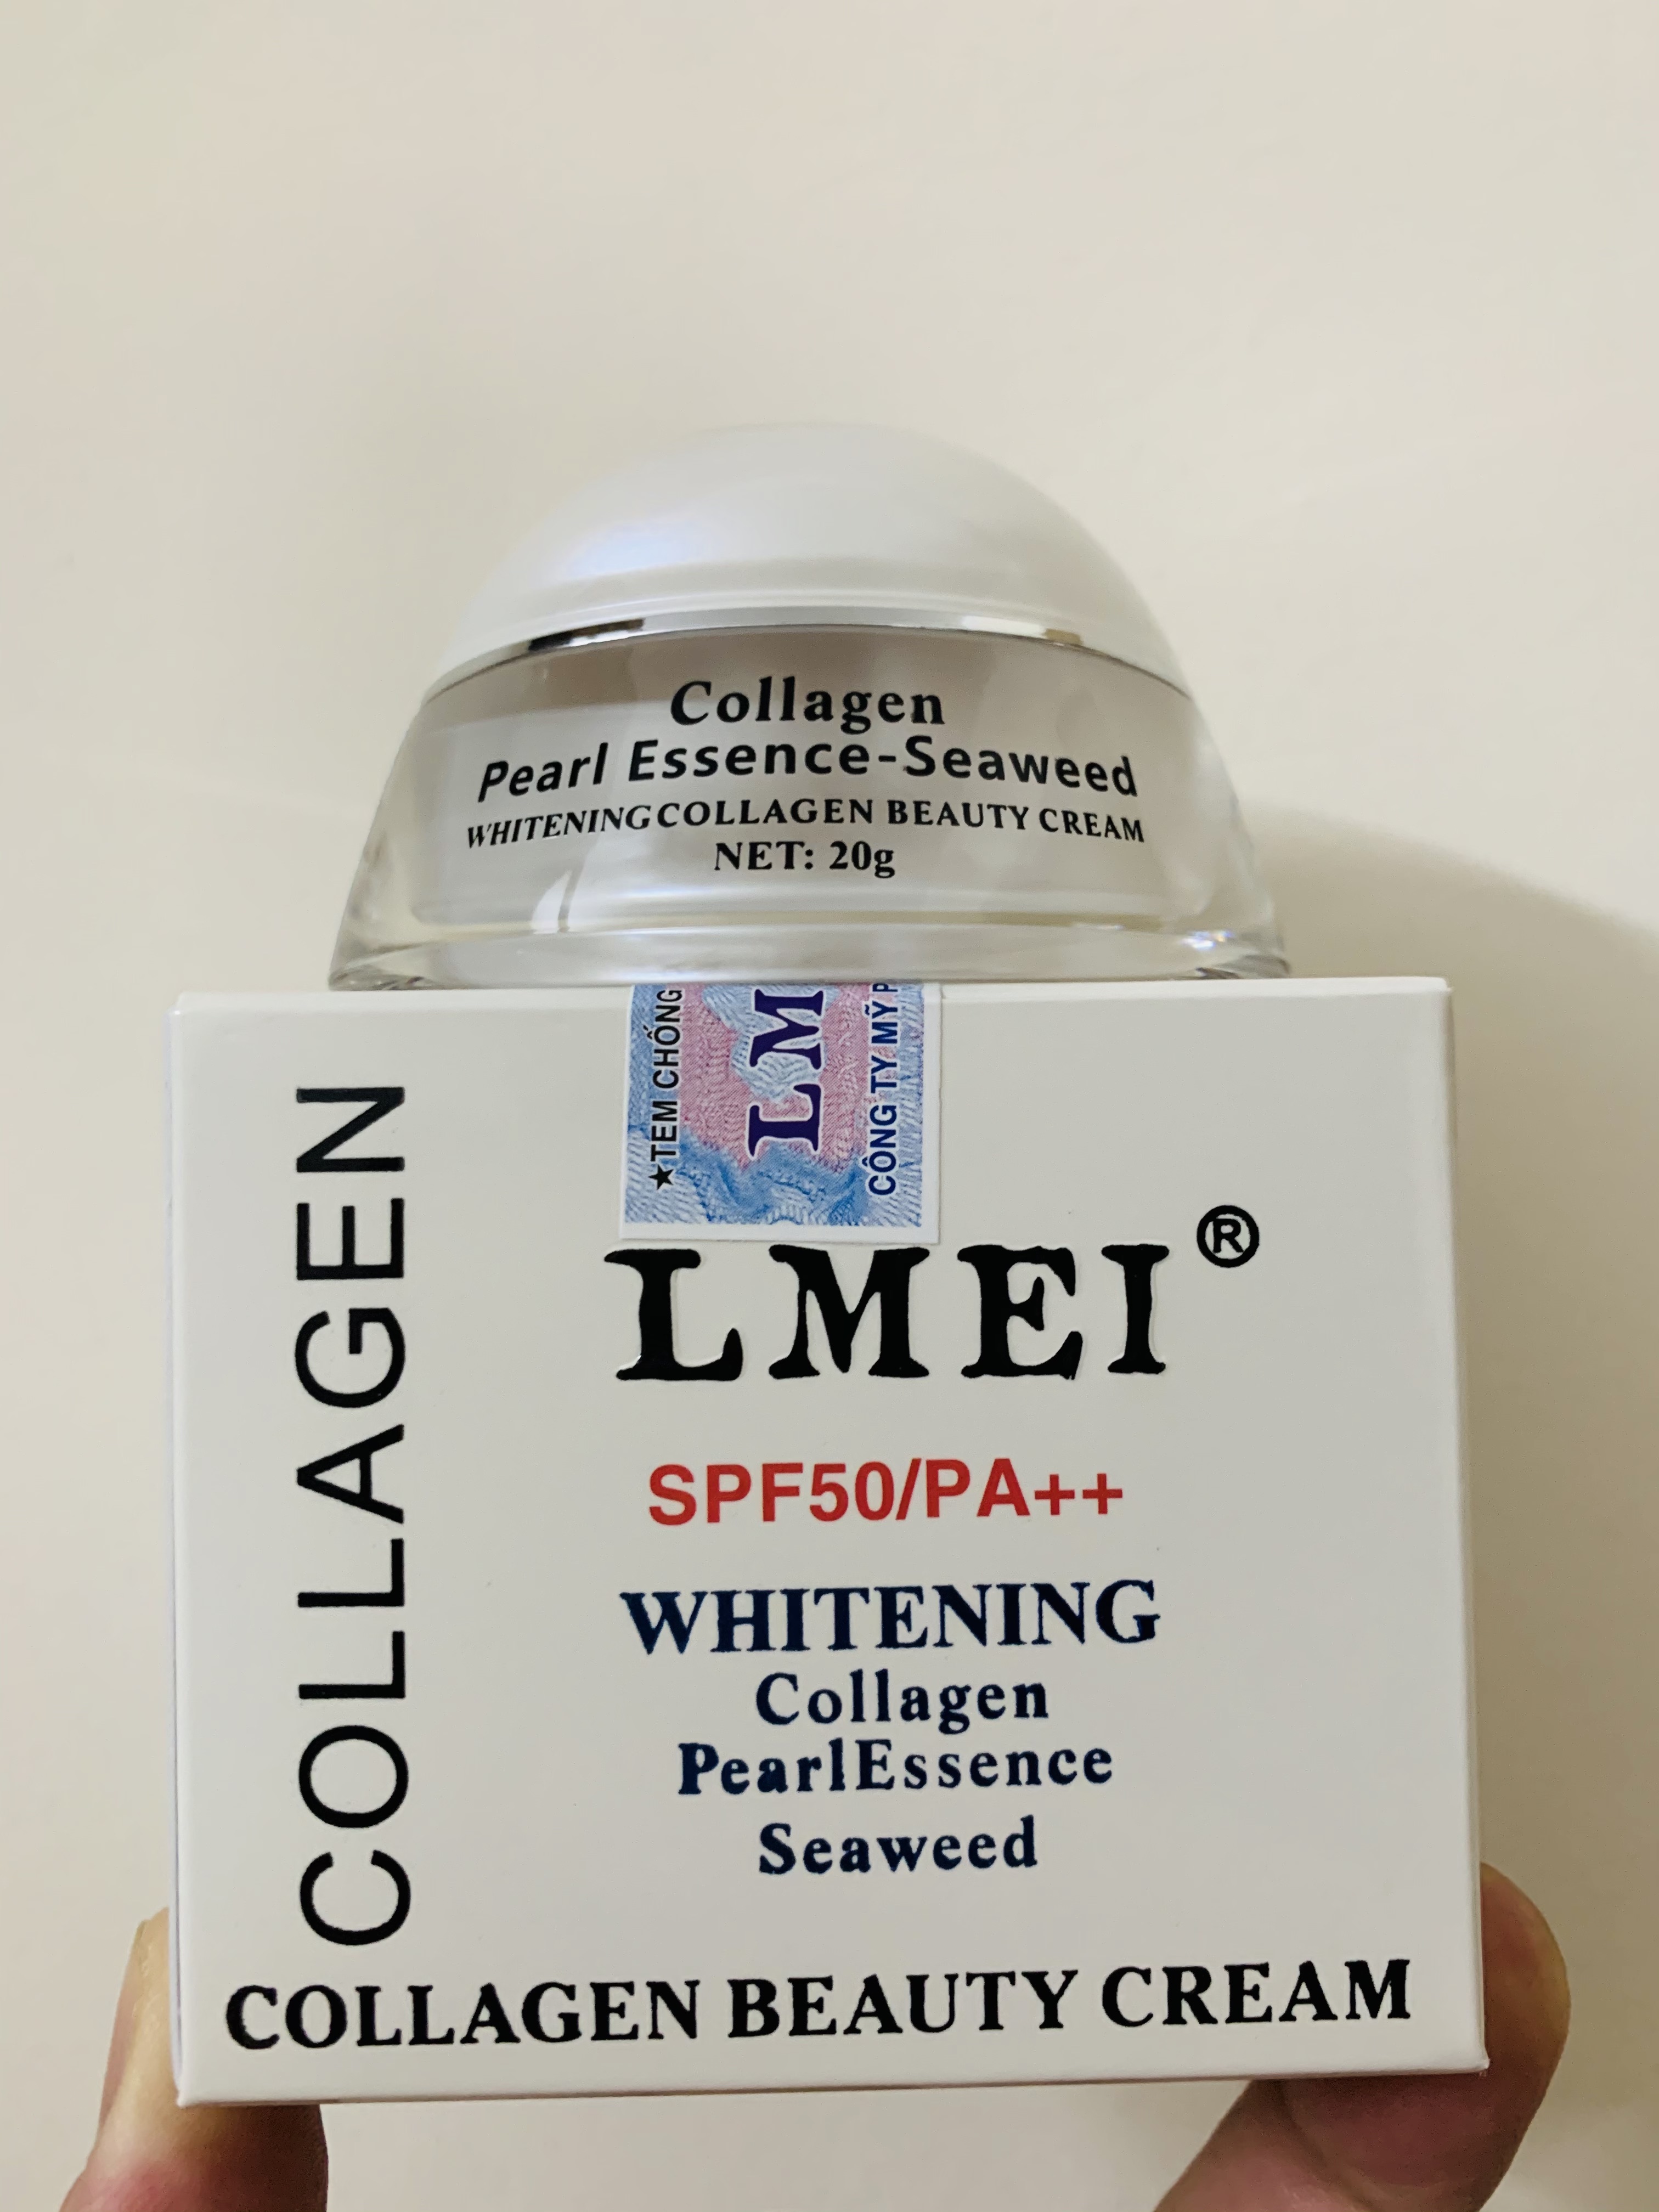 Collagen
Pearl Essence-Seaweed
WHITENING COLLAGEN BEAUTY CREAM
NET: 20g
★TEM CHỐNG
LM
CÔNG TY MỸ P
COLLAGEN
LMEI®
SPF50/PA++
WHITENING
Collagen
PearlEssence
Seaweed
COLLAGEN BEAUTY CREAM